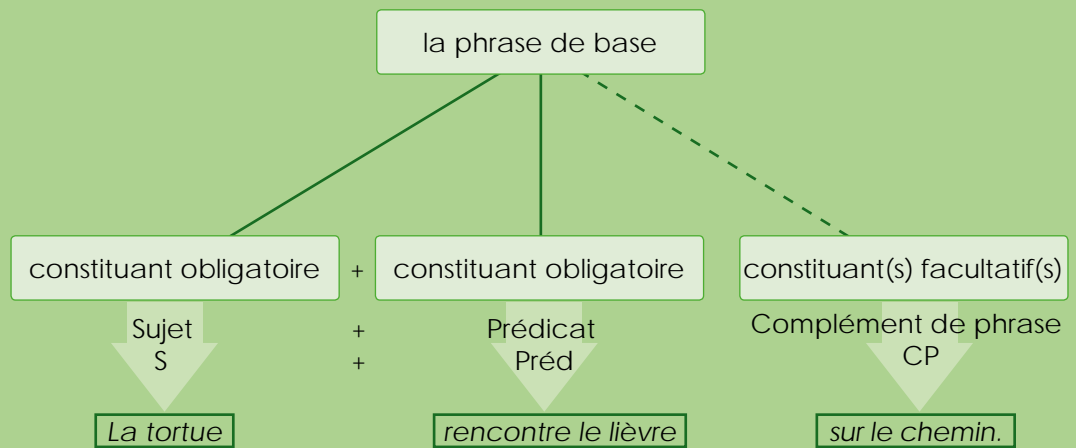 la phrase de base
constituant obligatoire + constituant obligatoire constituant(s) facultatif(s)
Sujet + Prédicat Complément de phrase
S + Préd CP
La tortue rencontre le lièvre sur le chemin.